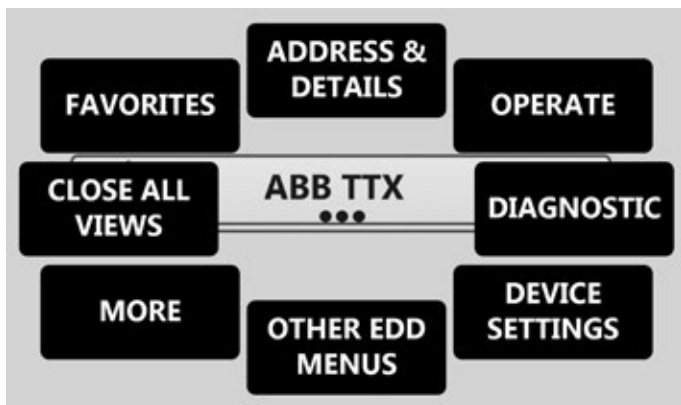 ADDRESS &
DETAILS
FAVORITES
OPERATE
CLOSE ALL
VIEWS
ABB TTX
•••
DIAGNOSTIC
MORE
DEVICE
SETTINGS
OTHER EDD
MENUS